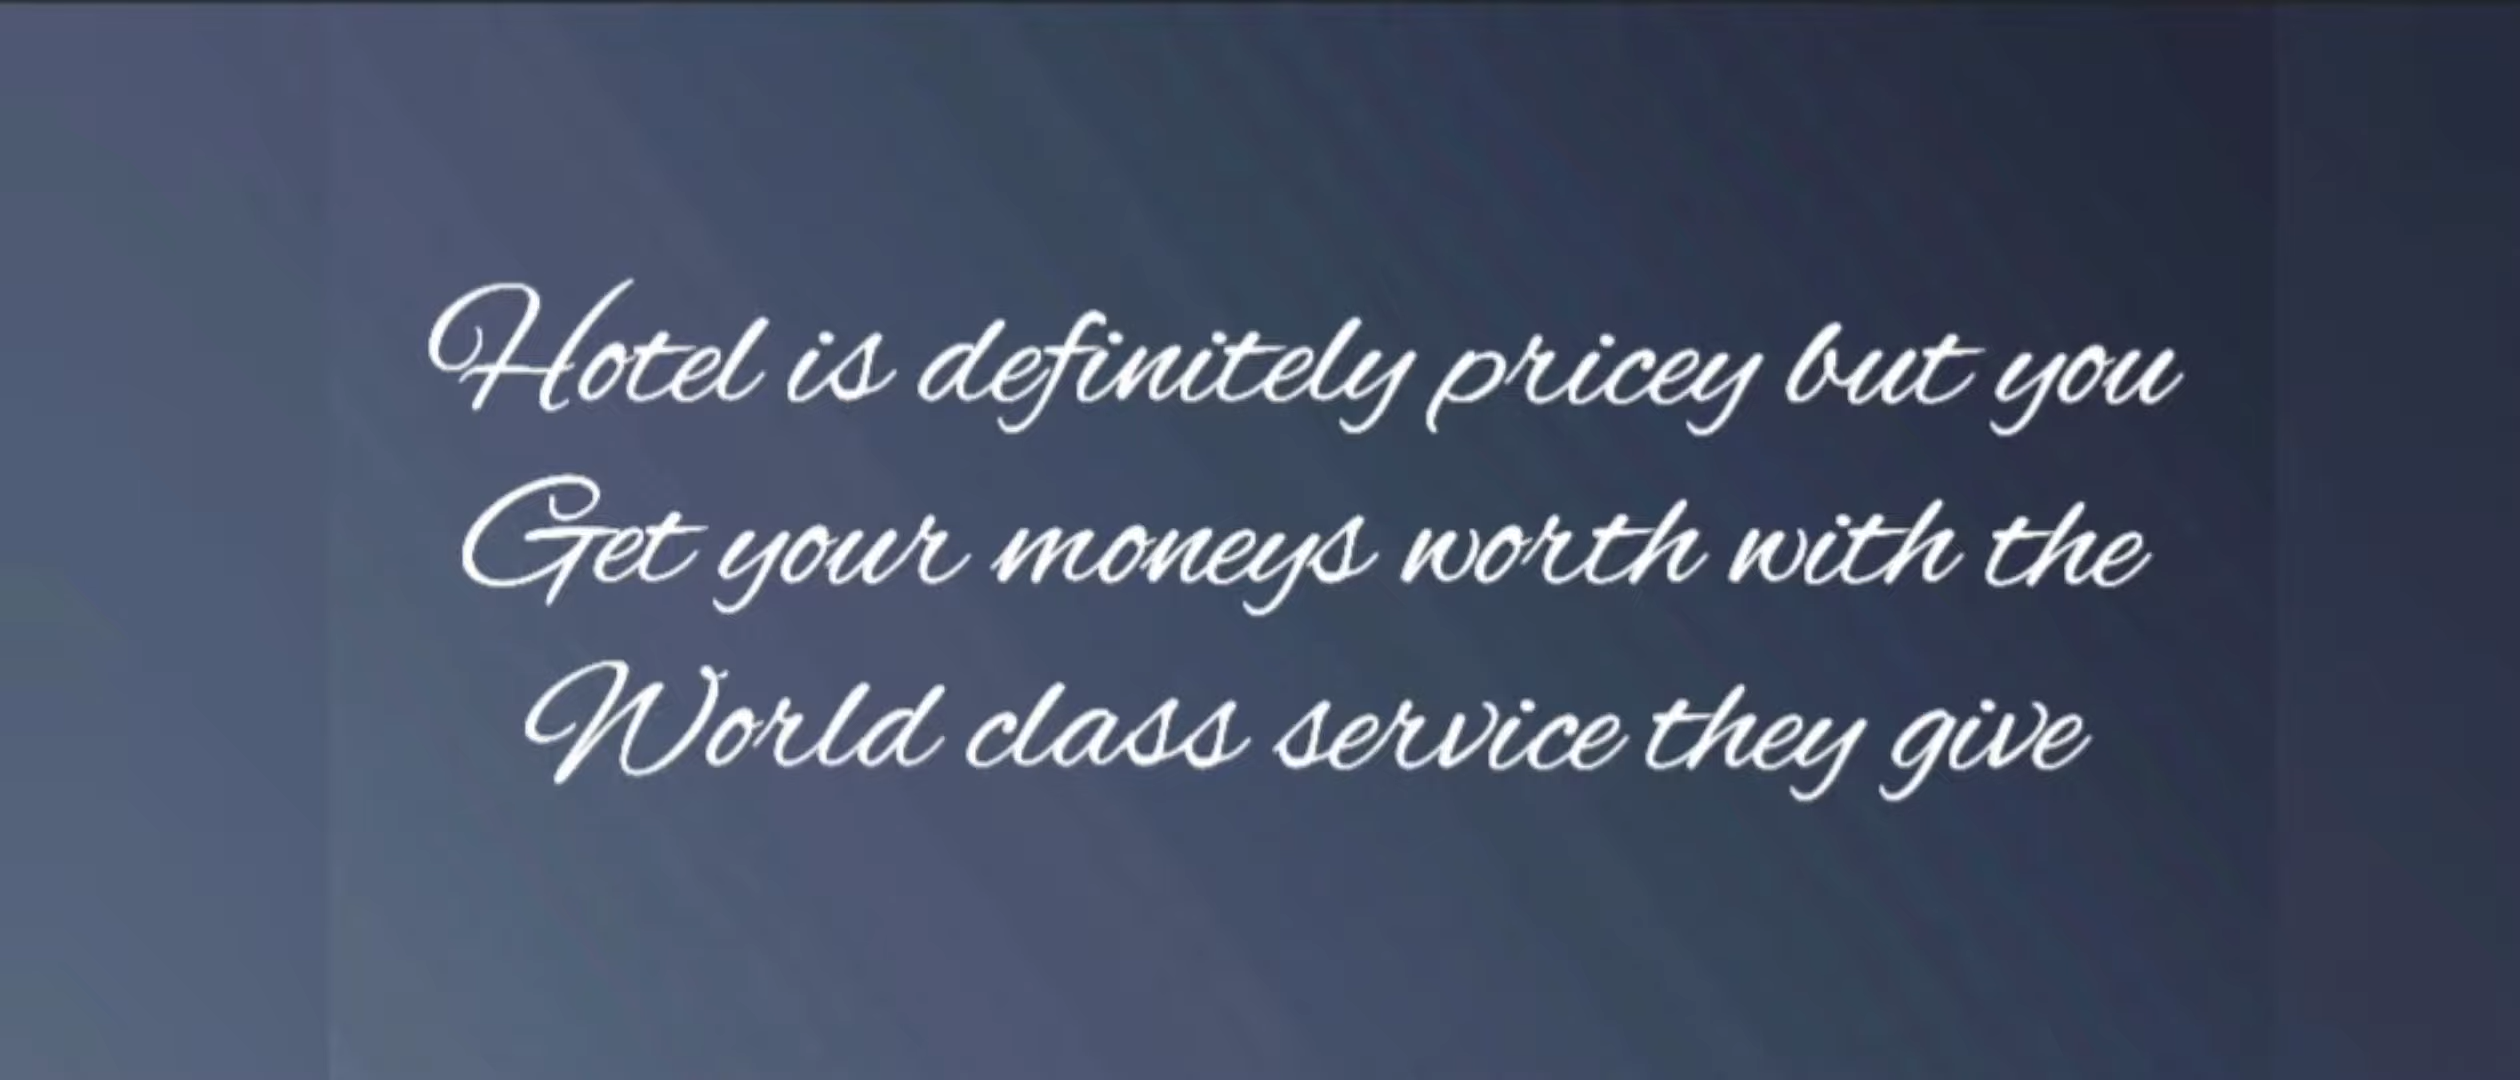 Hotel is definitely pricey but you
Get your moneys worth with the
World class service they give